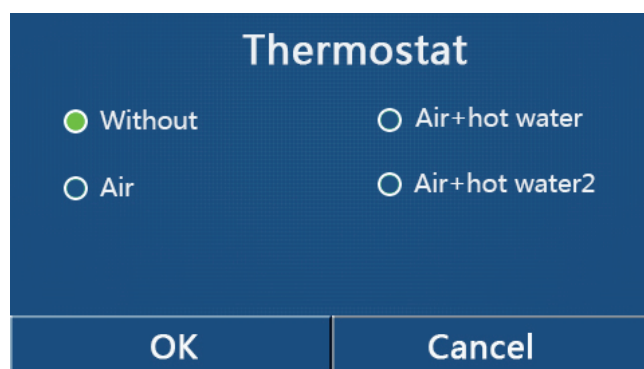 Thermostat
Without
Air+hot water
Air
Air+hot water2
OK
Cancel